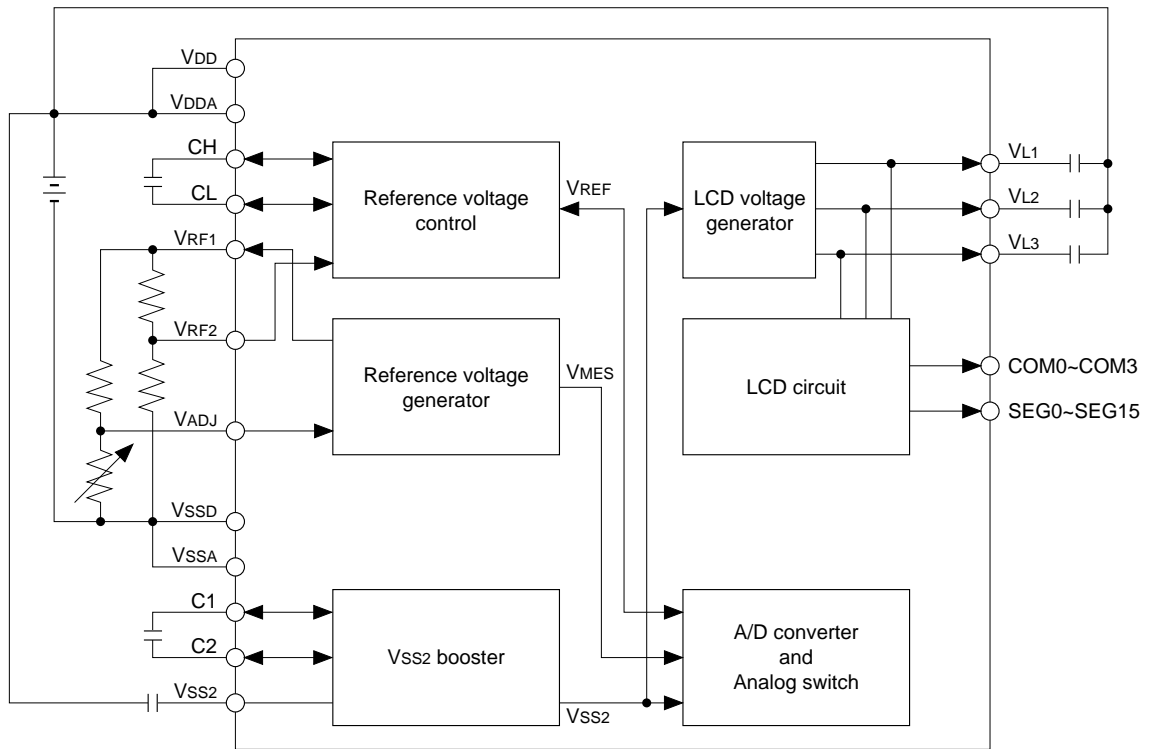 VDD
VDDA
CH
CL
VRF1
VRF2
VADJ
VSSD
VSSA
C1
C2
VSS2
Reference voltage
control
VREF
Reference voltage
generator
VMES
VSS2 booster
VSS2
LCD voltage
generator
LCD circuit
A/D converter
and
Analog switch
VL1
VL2
VL3
COM0~COM3
SEG0~SEG15